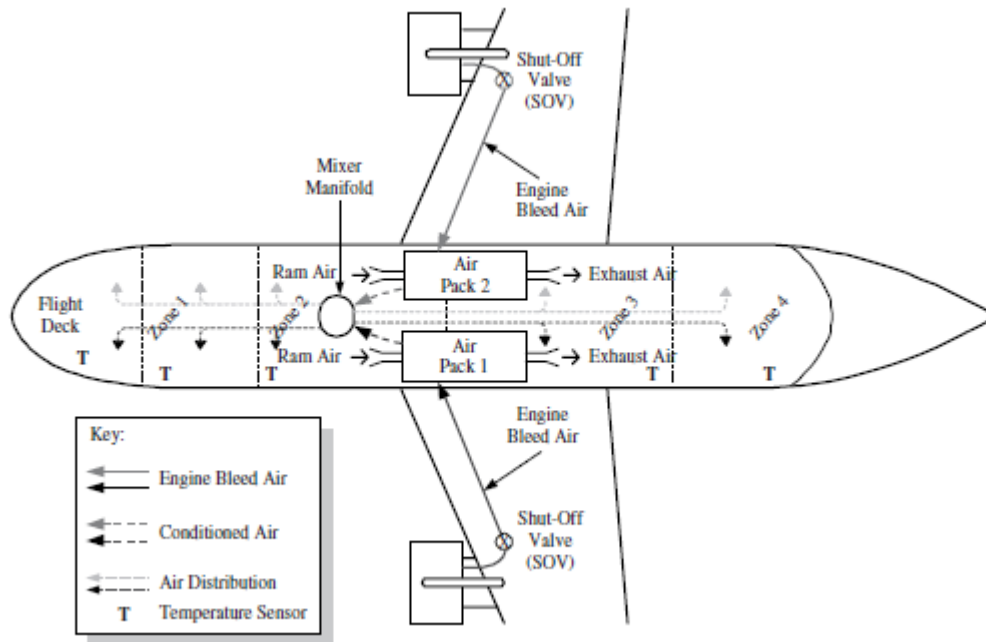 Shut-Off
Valve
(SOV)
Mixer
Manifold
Engine
Bleed Air
Ram Air
Air
Pack 2
Exhaust Air
Flight
Deck
Zone 1
Zone 2
Zone 3
Zone 4
T
T
T
Ram Air
Air
Pack 1
Exhaust Air
T
T
Engine
Bleed Air
Key:
Engine Bleed Air
Conditioned Air
Air Distribution
T Temperature Sensor
Shut-Off
Valve
(SOV)